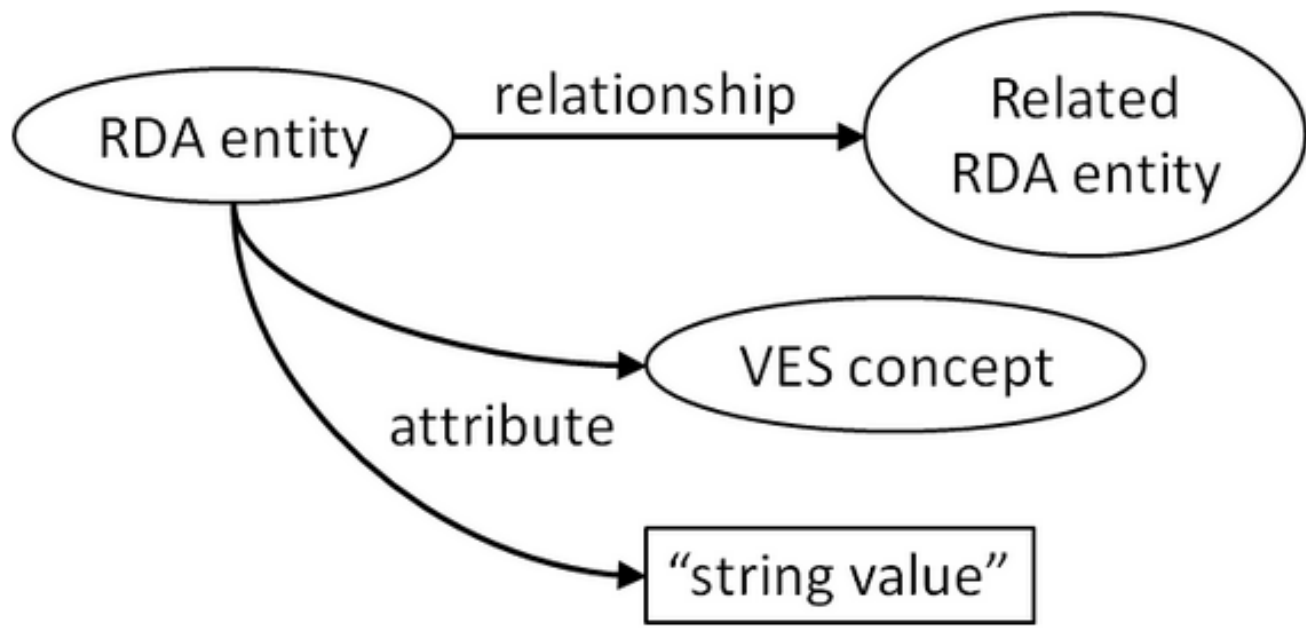 RDA entity
relationship
Related
RDA entity
VES concept
attribute
“string value”